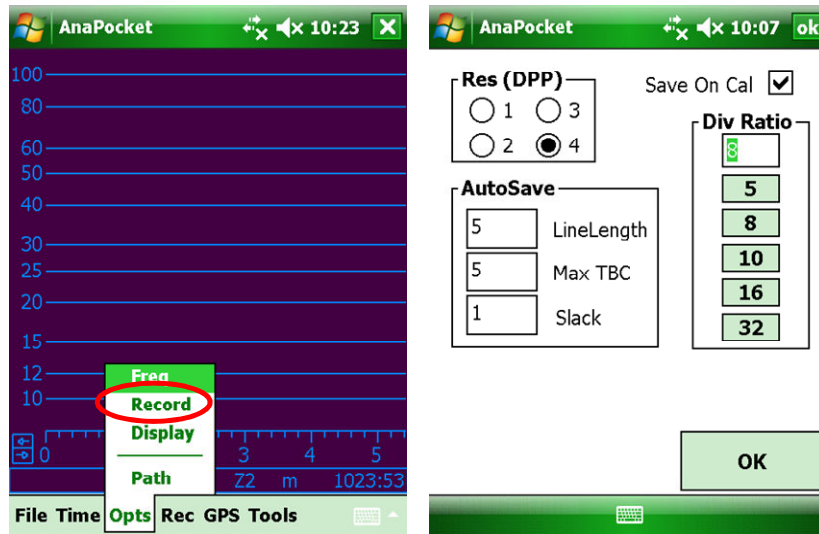 AnaPocket 10:23
100
80
60
50
40
30
25
20
15
12
10
Freq
Record
Display
Path
0 3 4 5
Z2 m 1023:53
File Time Opts Rec GPS Tools
AnaPocket 10:07 ok
Res (DPP)
1 3
2 4
Save On Cal
Div Ratio
8
5
8
10
16
32
AutoSave
5 LineLength
5 Max TBC
1 Slack
OK